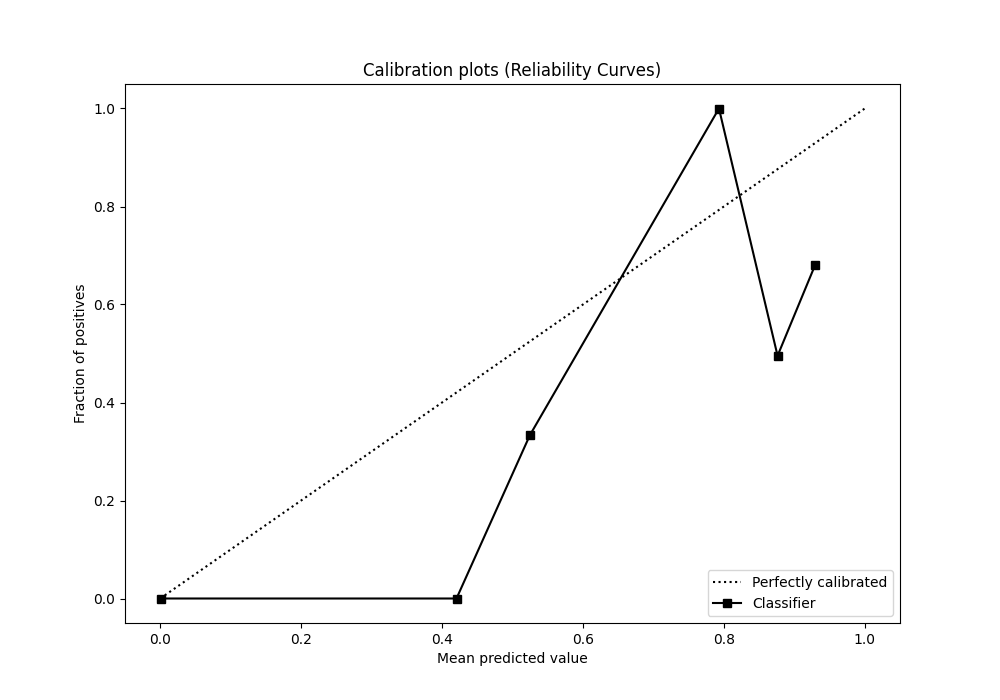 Calibration plots (Reliability Curves)
1.0
0.8
0.6
0.4
0.2
0.0
Fraction of positives
0.0 0.2 0.4 0.6 0.8 1.0
Mean predicted value
Perfectly calibrated
Classifier